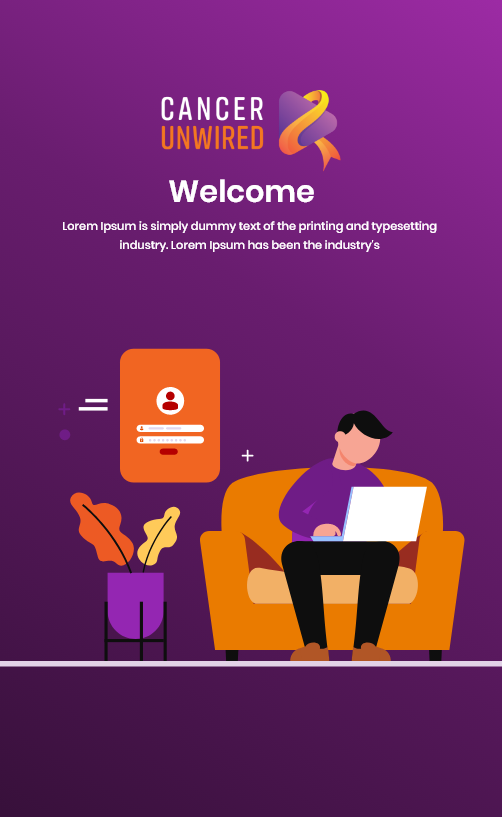 CANCER
UNWIRED
Welcome
Lorem Ipsum is simply dummy text of the printing and typesetting
industry. Lorem Ipsum has been the industry's